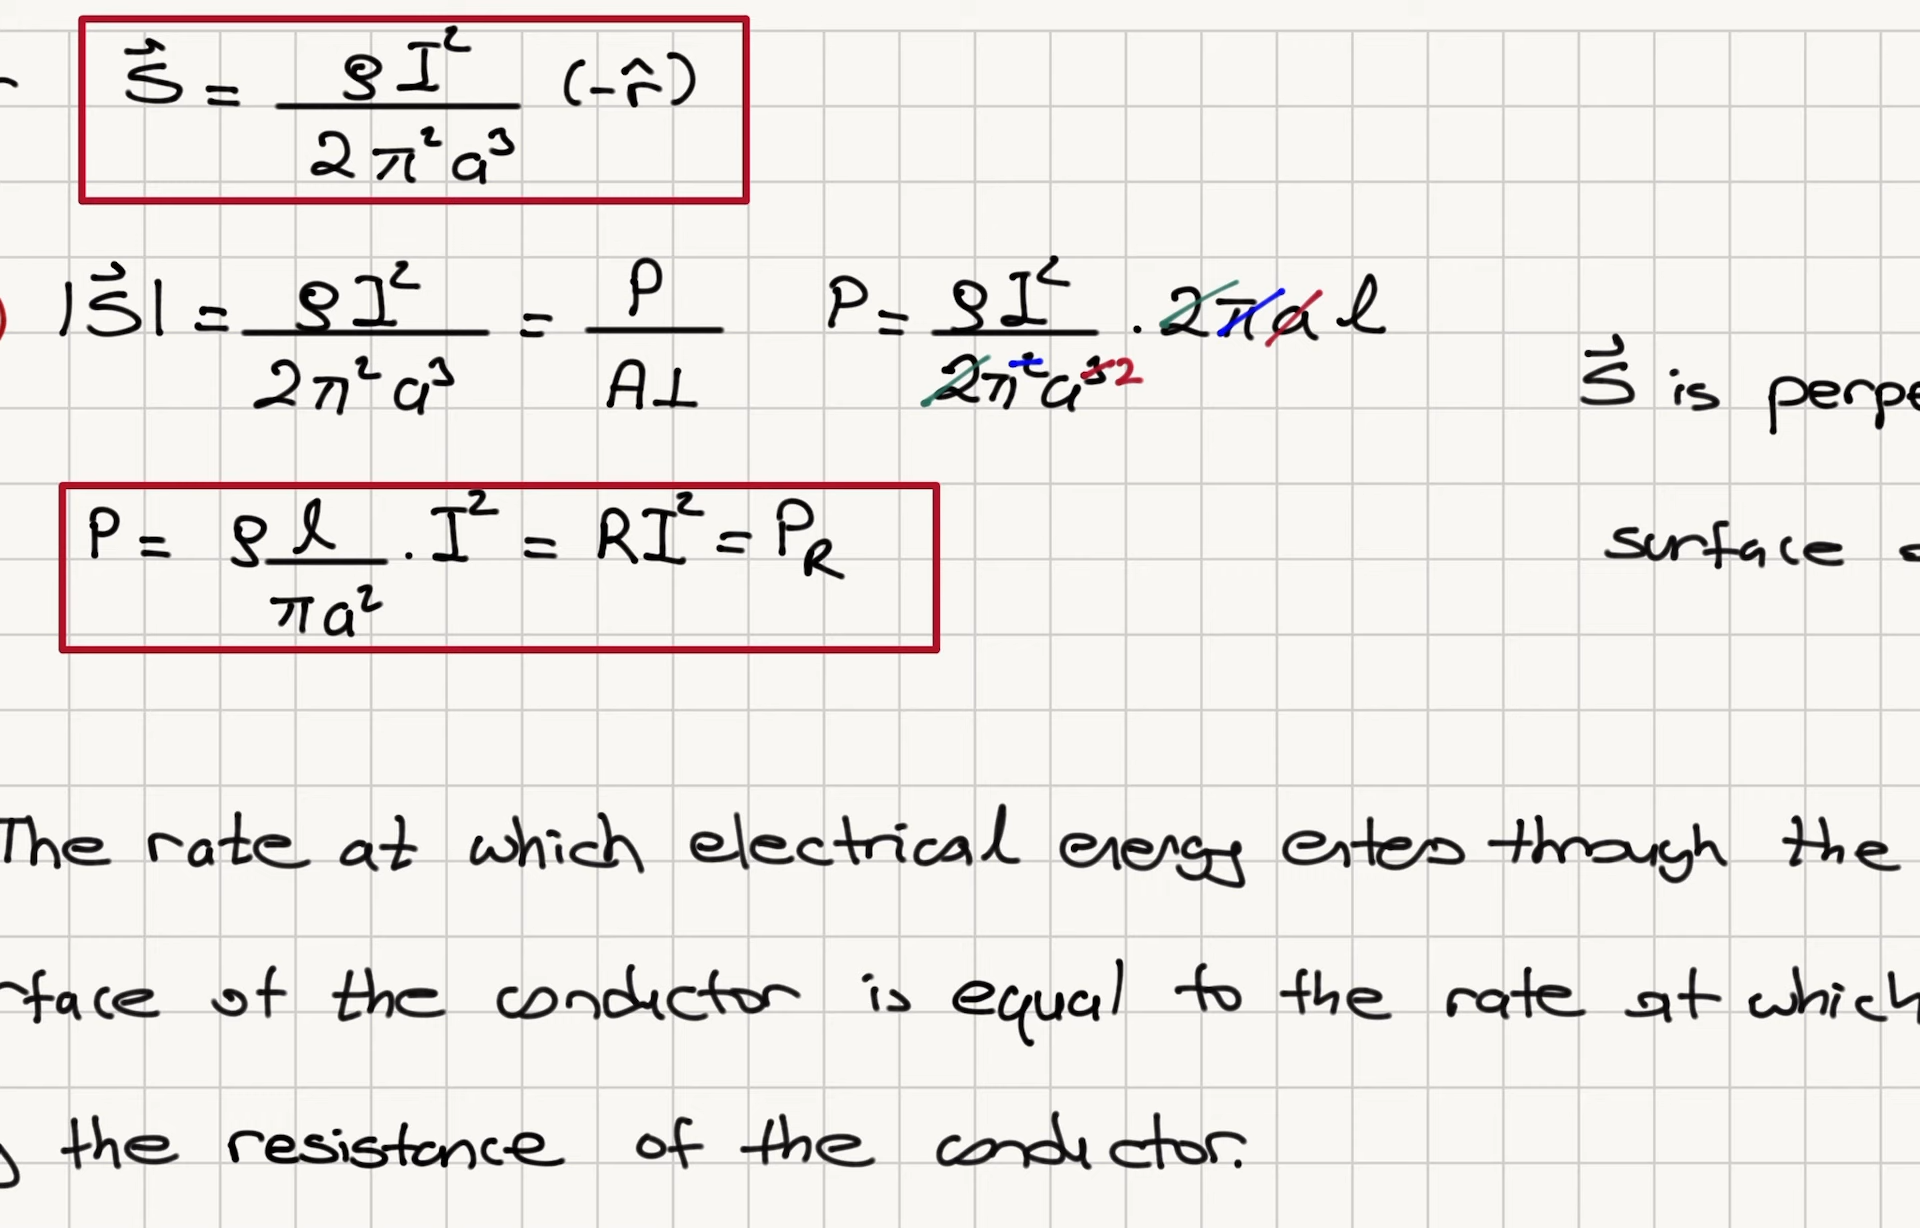 S⃗ = ρI² / 2π²a³ (-r̂)
|S⃗| = ρI² / 2π²a³ = P / A⊥ P = ρI² / 2π²a³ 2 · 2πa l
S⃗ is perpe
P = ρ l / πa² · I² = RI² = P_R
surface
The rate at which electrical energy enters through the
rface of the conductor is equal to the rate at which
the resistance of the conductor.